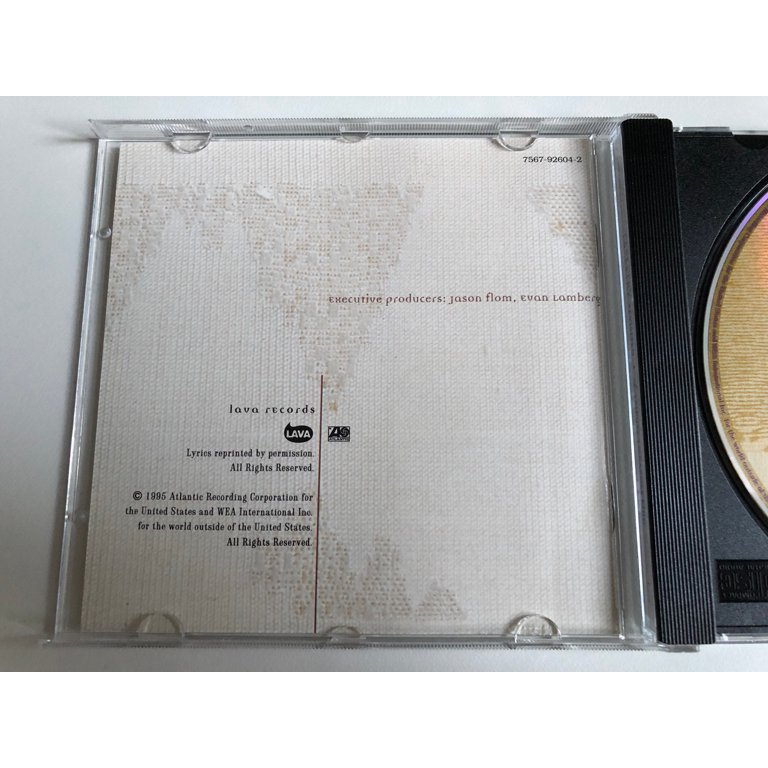 7567-92604-2
Executive Producers: Jason Flom, Evan Lamberg
lava records
LAVA
ATLANTIC
Lyrics reprinted by permission.
All Rights Reserved.
© 1995 Atlantic Recording Corporation for
the United States and WEA International Inc.
for the world outside of the United States.
All Rights Reserved.